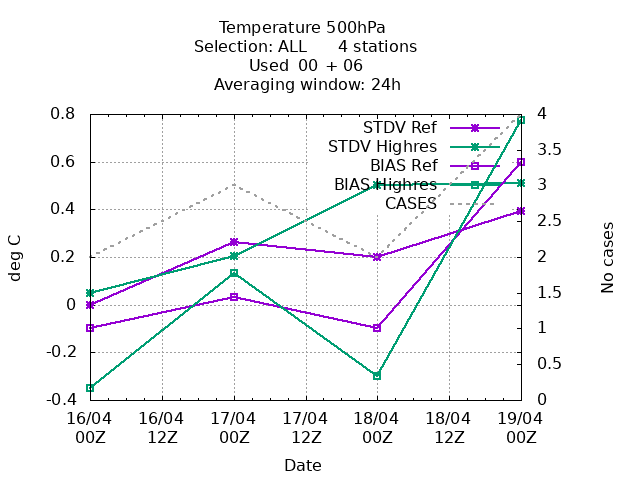 Temperature 500hPa
Selection: ALL 4 stations
Used 00 + 06
Averaging window: 24h
STDV Ref
STDV Highres
BIAS Ref
BIAS Highres
CASES
deg C
No cases
0.8
0.6
0.4
0.2
0
-0.2
-0.4
4
3.5
3
2.5
2
1.5
1
0.5
0
16/04 16/04 17/04 17/04 18/04 18/04 19/04
00Z 12Z 00Z 12Z 00Z 12Z 00Z
Date